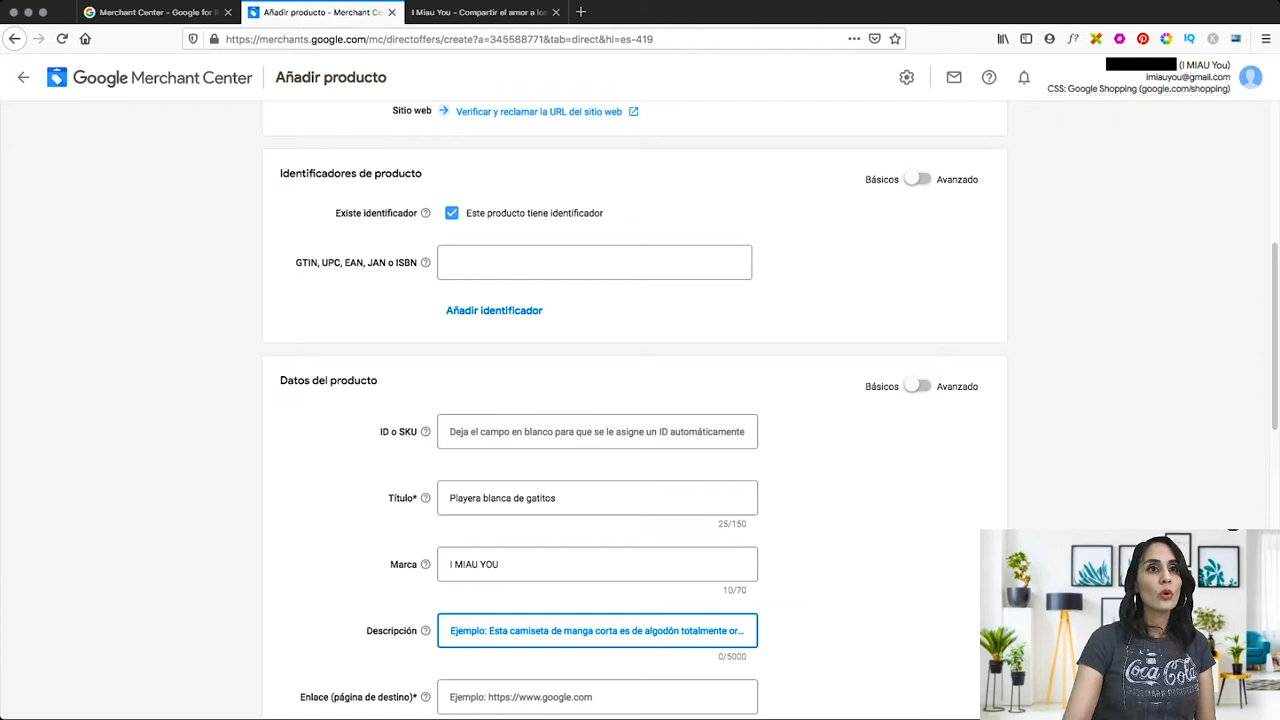 Merchant Center - Google for R
Añadir producto - Merchant Ce
I Miau You - Compartir el amor a los
https://merchants.google.com/mc/directoffers/create?a=345588771&tab=direct&hl=es-419
Google Merchant Center
Añadir producto
(I MIAU You)
imiauyou@gmail.com
CSS: Google Shopping (google.com/shopping)
Sitio web
Verificar y reclamar la URL del sitio web
Identificadores de producto
Básicos
Avanzado
Existe identificador
Este producto tiene identificador
GTIN, UPC, EAN, JAN o ISBN
Añadir identificador
Datos del producto
Básicos
Avanzado
ID o SKU
Deja el campo en blanco para que se le asigne un ID automáticamente
Título*
Playera blanca de gatitos
25/150
Marca
I MIAU YOU
10/70
Descripción
Ejemplo: Esta camiseta de manga corta es de algodón totalmente or...
0/5000
Enlace (página de destino)*
Ejemplo: https://www.google.com
Coca-Cola